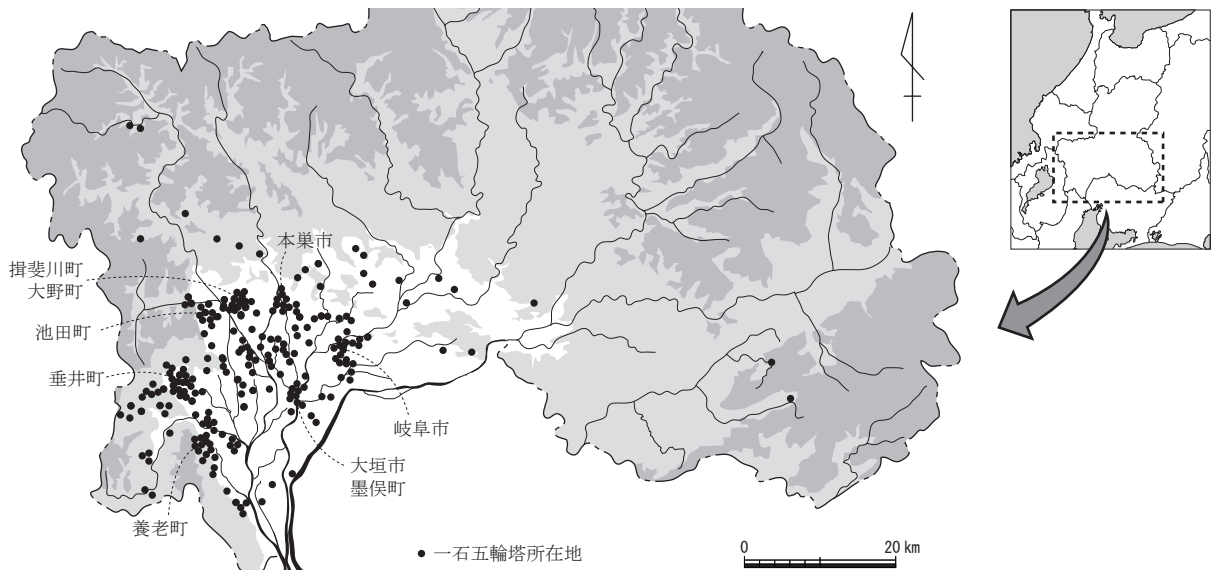 本巣市
揖斐川町
大野町
池田町
垂井町
岐阜市
大垣市
墨俣町
養老町
一石五輪塔所在地
0 20 km